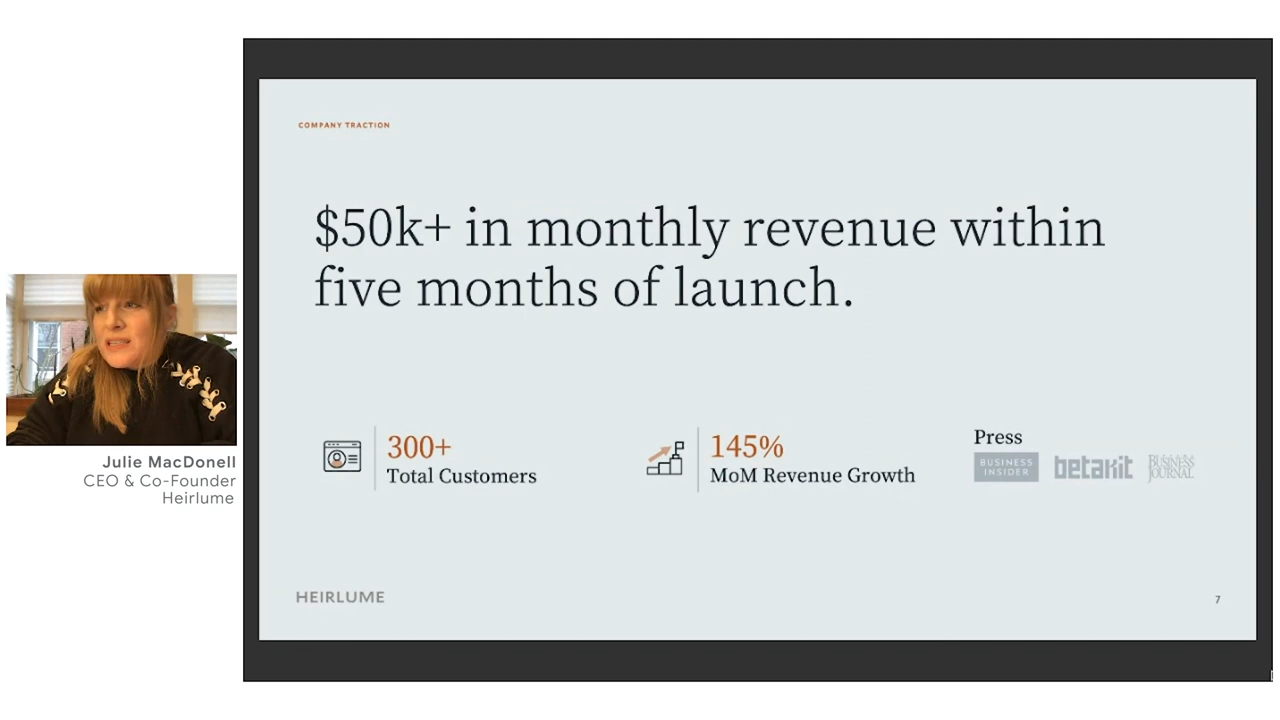 COMPANY TRACTION
$50k+ in monthly revenue within
five months of launch.
300+
Total Customers
145%
MoM Revenue Growth
Press
BUSINESS
INSIDER
betakit
BUSINESS
JOURNAL
Julie MacDonell
CEO & Co-Founder
Heirlume
HEIRLUME
7